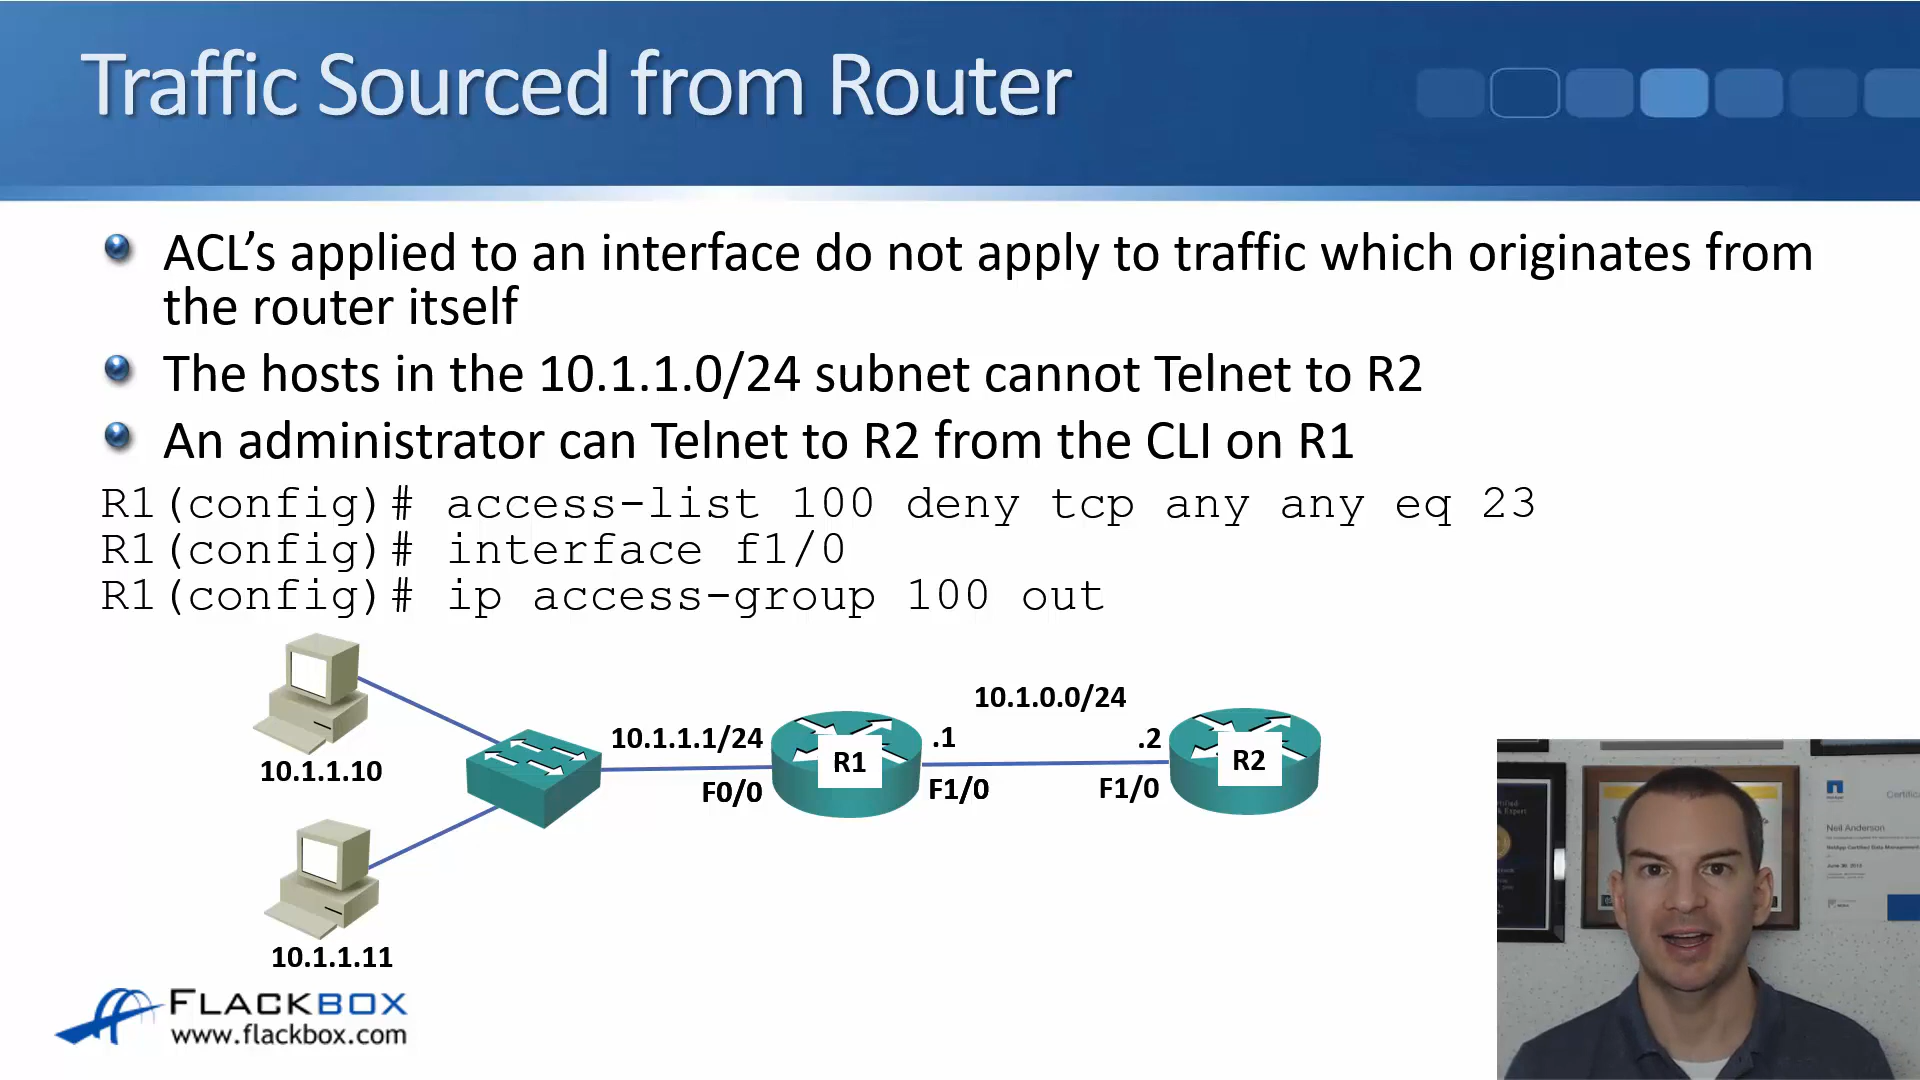 Traffic Sourced from Router
ACL’s applied to an interface do not apply to traffic which originates from
the router itself
The hosts in the 10.1.1.0/24 subnet cannot Telnet to R2
An administrator can Telnet to R2 from the CLI on R1
R1(config)# access-list 100 deny tcp any any eq 23
R1(config)# interface f1/0
R1(config)# ip access-group 100 out
10.1.0.0/24
10.1.1.1/24
.1
.2
R1
R2
F0/0
F1/0
F1/0
10.1.1.10
10.1.1.11
FLACKBOX
www.flackbox.com
Neil Anderson